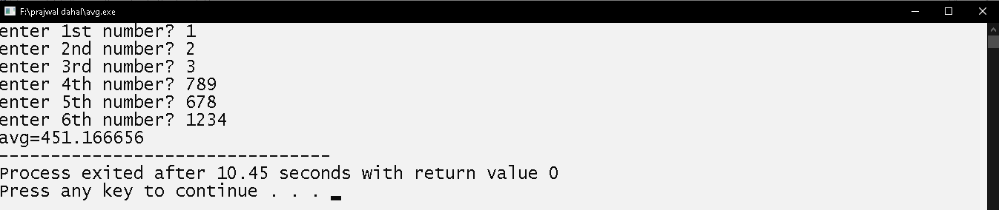 F:\prajwal dahal\avg.exe
enter 1st number? 1
enter 2nd number? 2
enter 3rd number? 3
enter 4th number? 789
enter 5th number? 678
enter 6th number? 1234
avg=451.166656
--------------------------------
Process exited after 10.45 seconds with return value 0
Press any key to continue . . .